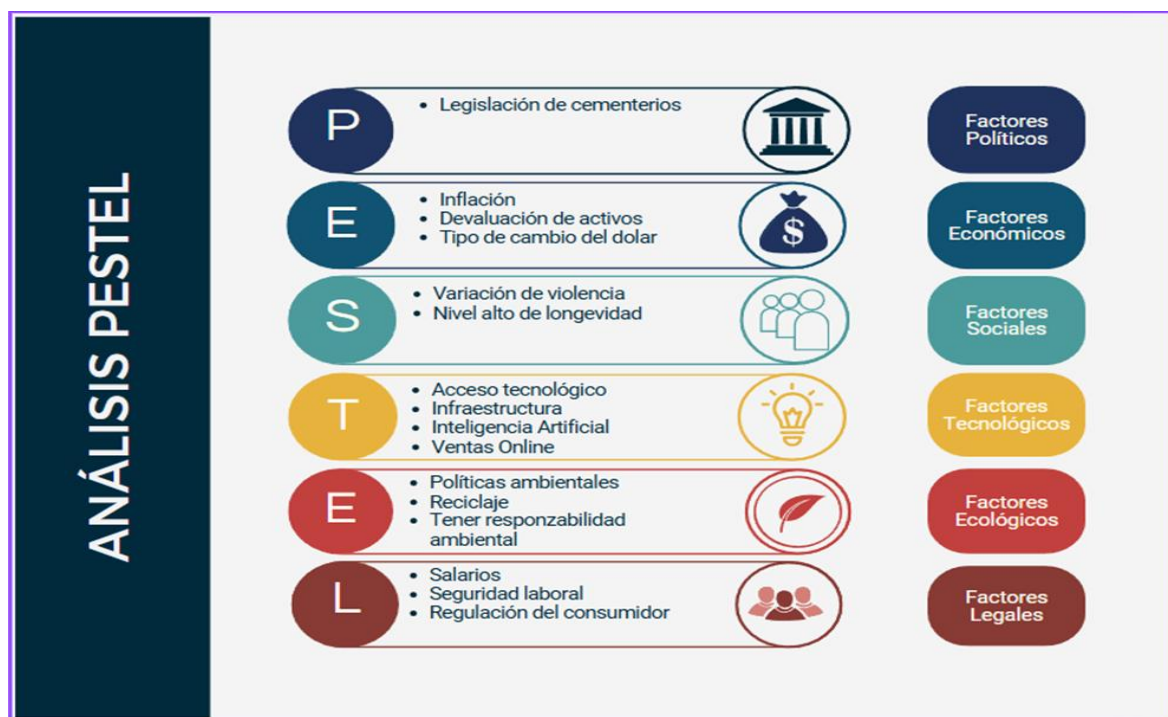 ANÁLISIS PESTEL
P
• Legislación de cementerios
Factores
Políticos
E
• Inflación
• Devaluación de activos
• Tipo de cambio del dolar
$
Factores
Económicos
S
• Variación de violencia
• Nivel alto de longevidad
Factores
Sociales
T
• Acceso tecnológico
• Infraestructura
• Inteligencia Artificial
• Ventas Online
Factores
Tecnológicos
E
• Políticas ambientales
• Reciclaje
• Tener responzabilidad
ambiental
Factores
Ecológicos
L
• Salarios
• Seguridad laboral
• Regulación del consumidor
Factores
Legales